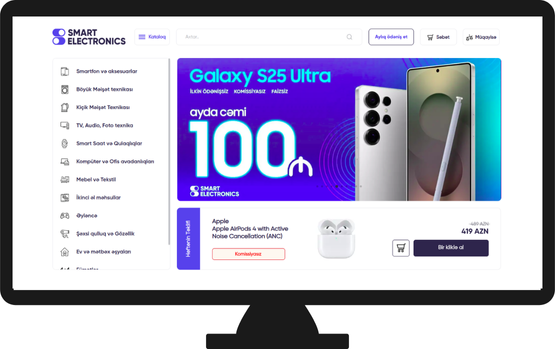 SMART
ELECTRONICS
Kataloq
Axtar..
Aylıq ödəniş et
Səbət
Müqayisə
Smartfon və aksesuarlar
Böyük Məişət texnikası
Kiçik Məişət Texnikası
TV, Audio, Foto texnika
Smart Saat və Qulaqlıqlar
Kompüter və Ofis avadanlıqları
Mebel və Tekstil
İkinci əl məhsullar
Əyləncə
Şəxsi qulluq və Gözəllik
Ev və mətbəx əşyaları
Galaxy S25 Ultra
İLKİN ÖDƏNİŞSİZ KOMİSSİYASIZ FAİZSİZ
ayda cəmi
100₼
SMART
ELECTRONICS
Həftənin Təklifi
Apple
Apple AirPods 4 with Active
Noise Cancellation (ANC)
Komissiyasız
419 AZN
Bir kliklə al